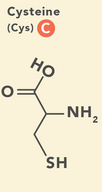 Cysteine
(Cys) C
HO
O
NH₂
SH